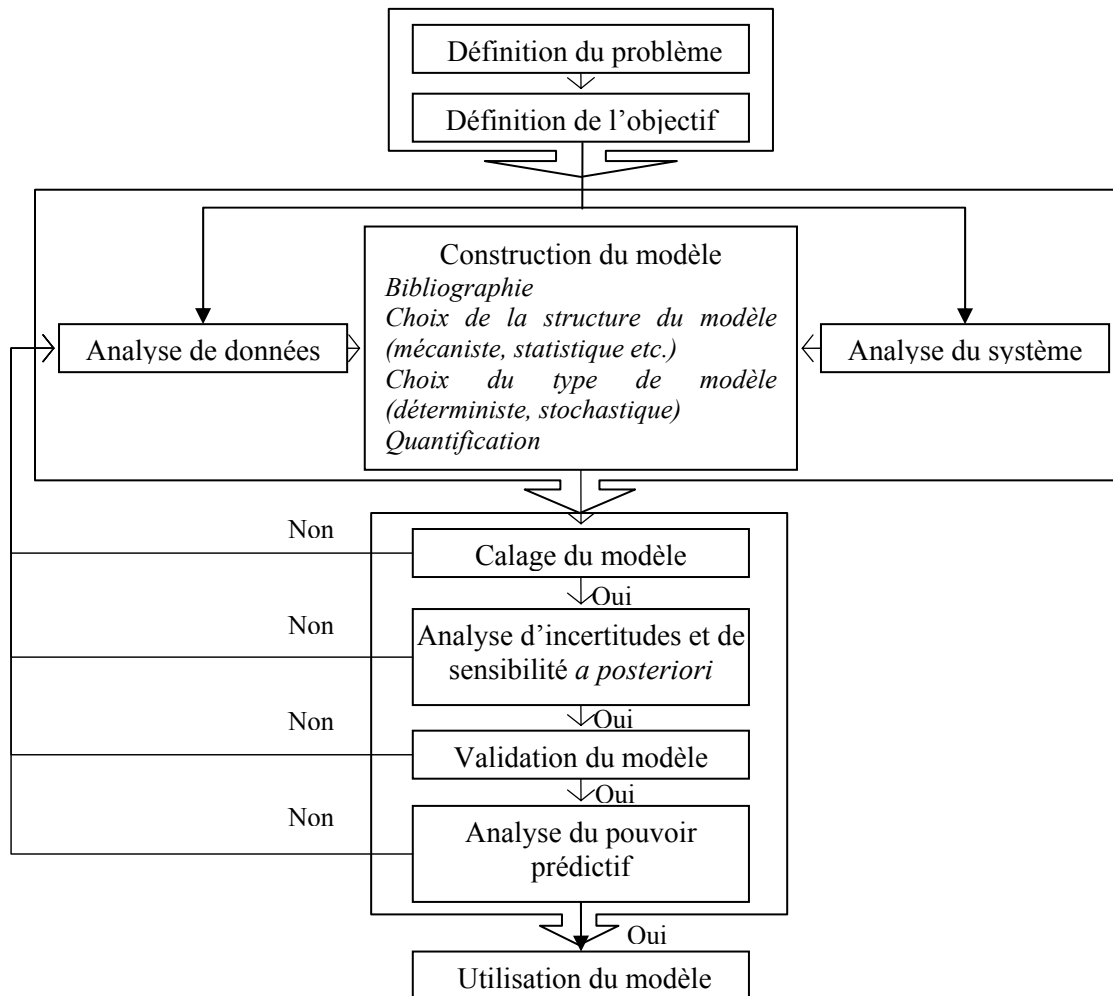 Définition du problème
Définition de l'objectif
Construction du modèle
Bibliographie
Choix de la structure du modèle
(mécaniste, statistique etc.)
Choix du type de modèle
(déterministe, stochastique)
Quantification
Analyse de données
Analyse du système
Non
Calage du modèle
Oui
Non
Analyse d'incertitudes et de
sensibilité a posteriori
Oui
Non
Validation du modèle
Oui
Non
Analyse du pouvoir
prédictif
Oui
Utilisation du modèle